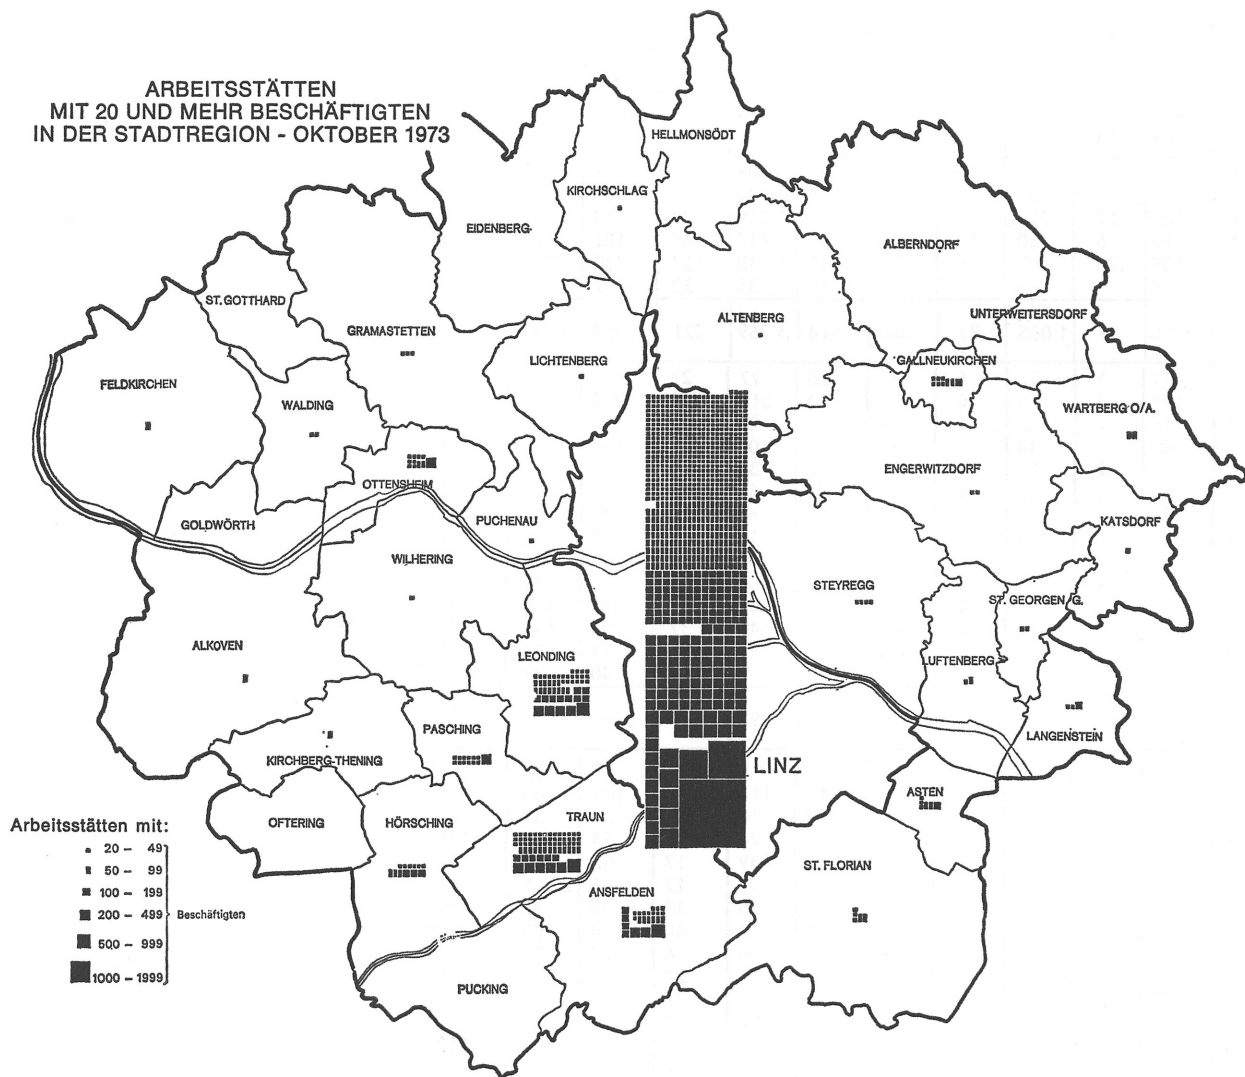 ARBEITSSTÄTTEN
MIT 20 UND MEHR BESCHÄFTIGTEN
IN DER STADTREGION - OKTOBER 1973
HELLMONSÖDT
KIRCHSCHLAG
EIDENBERG
ALBERNDORF
ST. GOTTHARD
UNTERWEITERSDORF
ALTENBERG
GRAMASTETTEN
LICHTENBERG
GALLNEUKIRCHEN
FELDKIRCHEN
WALDING
WARTBERG O/A.
ENGERWITZDORF
OTTENSHEIM
GOLDWÖRTH
PUCHENAU
KATSDORF
WILHERING
STEYREGG
ST. GEORGEN/G.
ALKOVEN
LEONDING
LUFTENBERG
PASCHING
LANGENSTEIN
KIRCHBERG-THENING
LINZ
ASTEN
OFTERING
HÖRSCHING
TRAUN
ST. FLORIAN
ANSFELDEN
PUCKING
Arbeitsstätten mit:
20 - 49
50 - 99
100 - 199
200 - 499 Beschäftigten
500 - 999
1000 - 1999